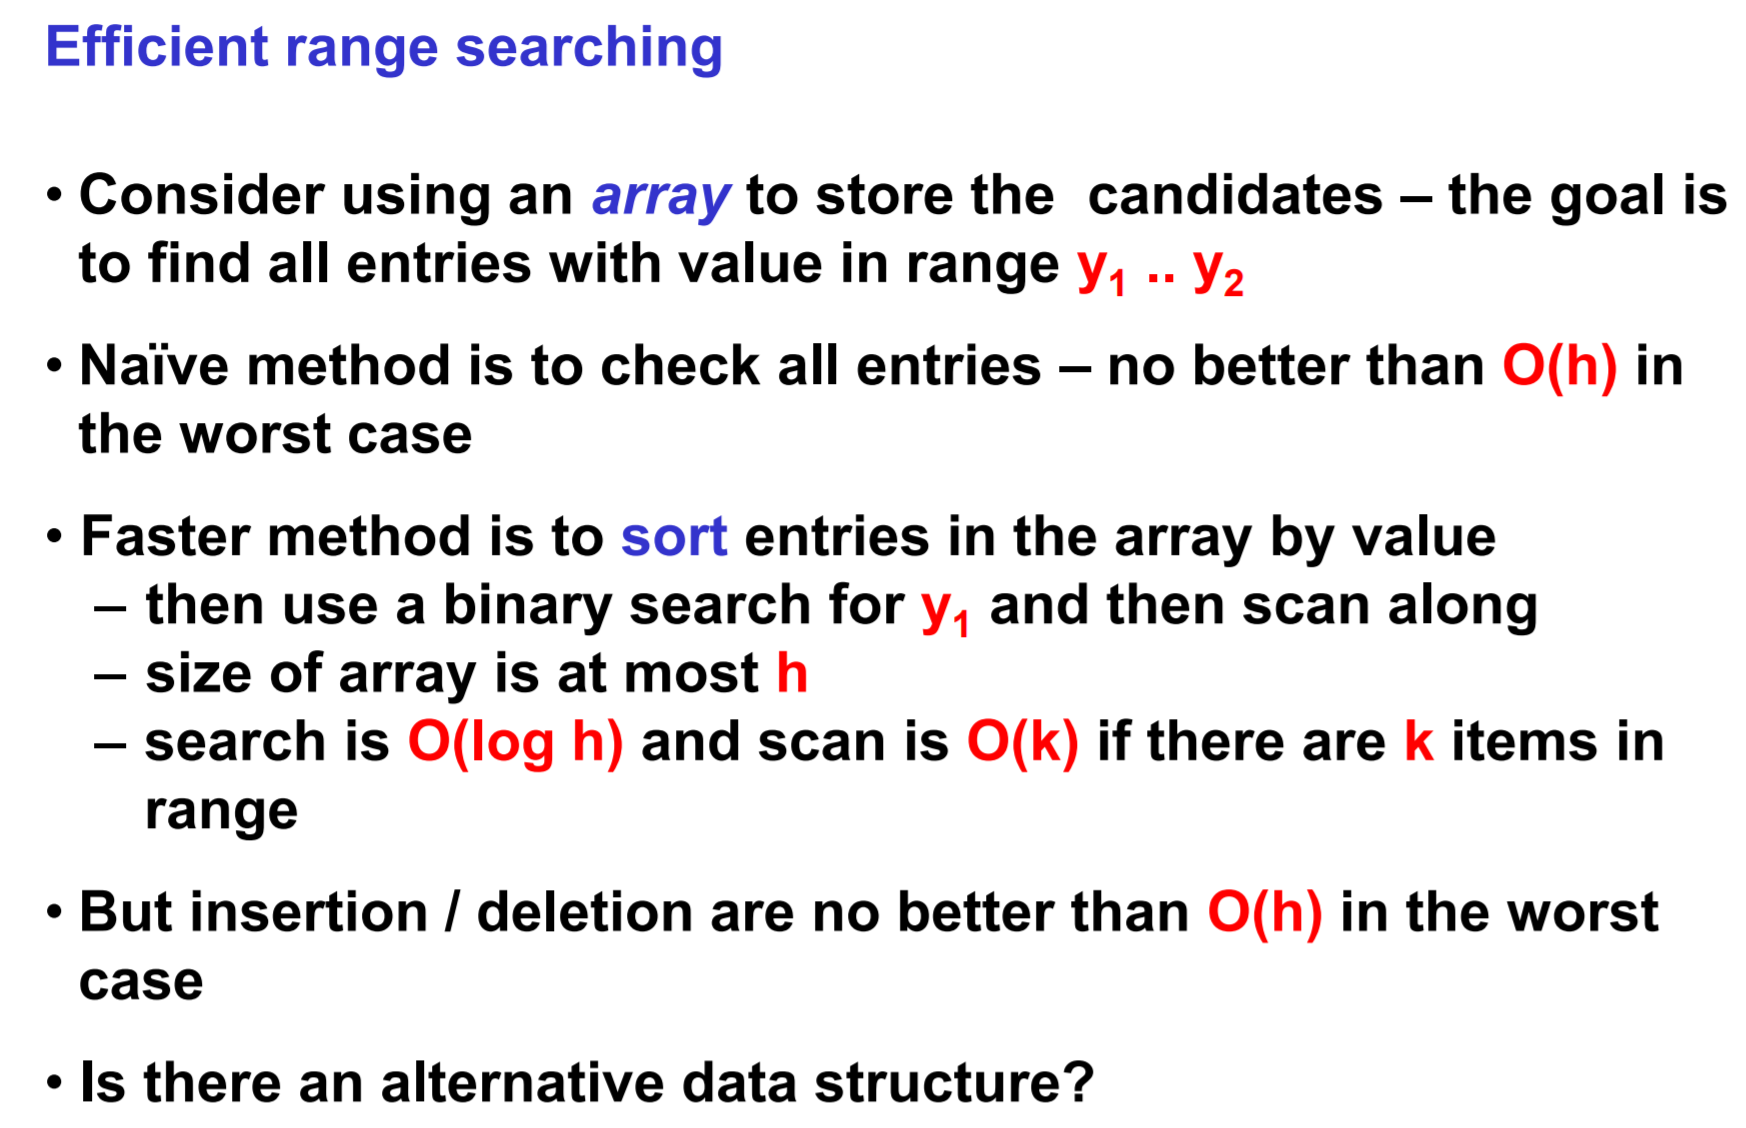 Efficient range searching
• Consider using an array to store the  candidates – the goal is
to find all entries with value in range y₁ .. y₂
• Naïve method is to check all entries – no better than O(h) in
the worst case
• Faster method is to sort entries in the array by value
– then use a binary search for y₁ and then scan along
– size of array is at most h
– search is O(log h) and scan is O(k) if there are k items in
range
• But insertion / deletion are no better than O(h) in the worst
case
• Is there an alternative data structure?